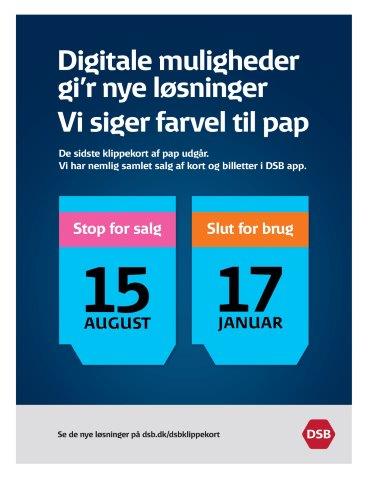 Digitale muligheder
gi'r nye løsninger
Vi siger farvel til pap
De sidste klippekort af pap udgår.
Vi har nemlig samlet salg af kort og billetter i DSB app.
Stop for salg
15
AUGUST
Slut for brug
17
JANUAR
Se de nye løsninger på dsb.dk/dsbklippekort
DSB